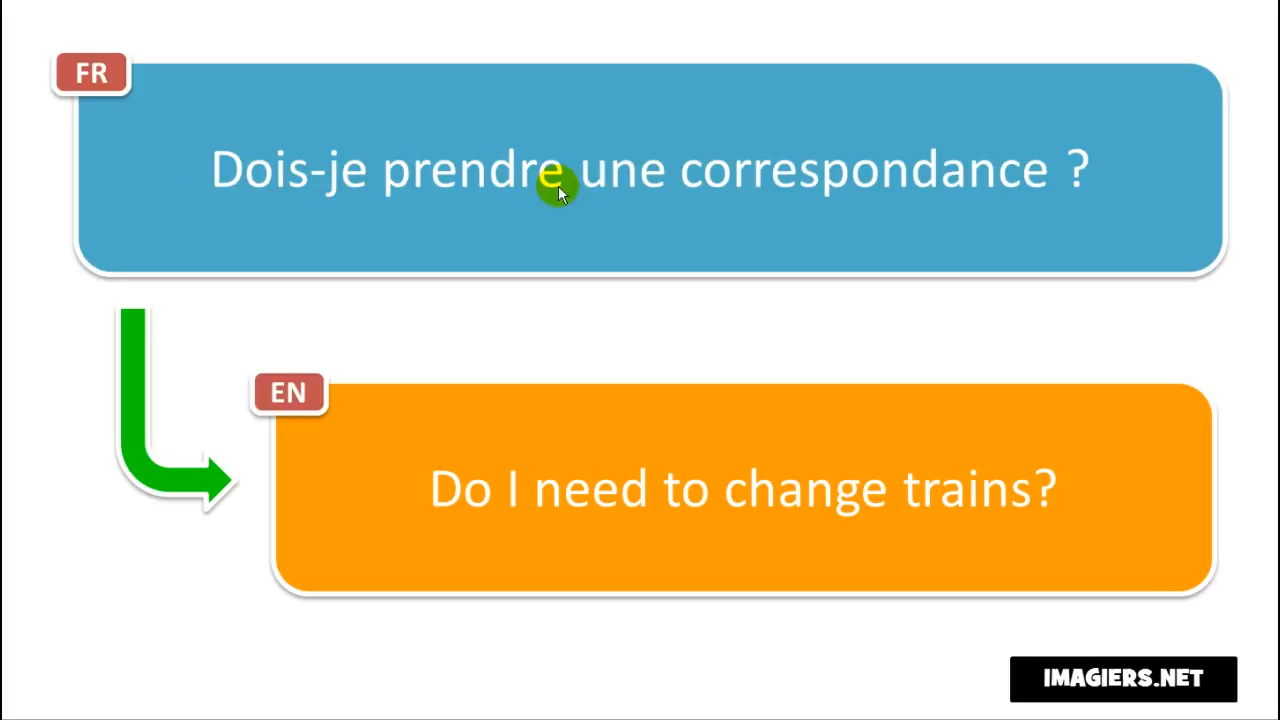 FR
Dois-je prendre une correspondance ?
EN
Do I need to change trains?
IMAGIERS.NET